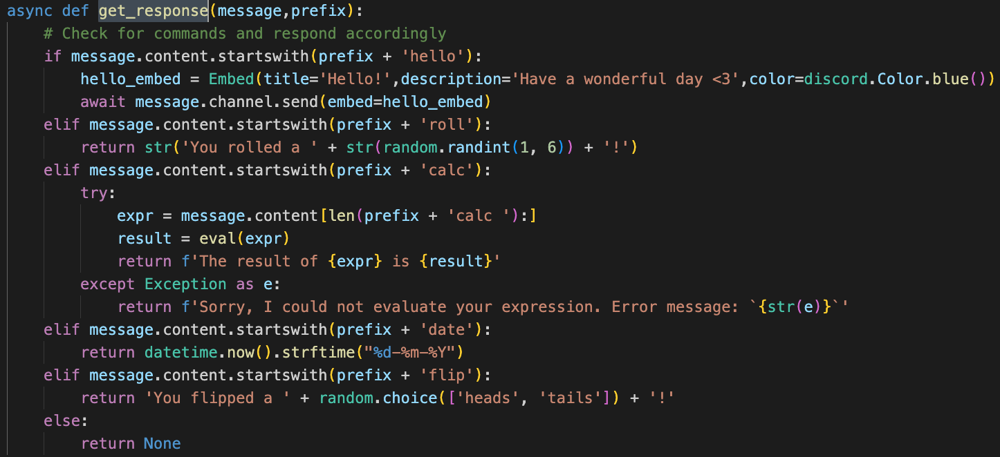 async def get_response(message,prefix):
    # Check for commands and respond accordingly
    if message.content.startswith(prefix + 'hello'):
        hello_embed = Embed(title='Hello!',description='Have a wonderful day <3',color=discord.Color.blue())
        await message.channel.send(embed=hello_embed)
    elif message.content.startswith(prefix + 'roll'):
        return str('You rolled a ' + str(random.randint(1, 6)) + '!')
    elif message.content.startswith(prefix + 'calc'):
        try:
            expr = message.content[len(prefix + 'calc '):]
            result = eval(expr)
            return f'The result of {expr} is {result}'
        except Exception as e:
            return f'Sorry, I could not evaluate your expression. Error message: `{str(e)}`'
    elif message.content.startswith(prefix + 'date'):
        return datetime.now().strftime("%d-%m-%Y")
    elif message.content.startswith(prefix + 'flip'):
        return 'You flipped a ' + random.choice(['heads', 'tails']) + '!'
    else:
        return None